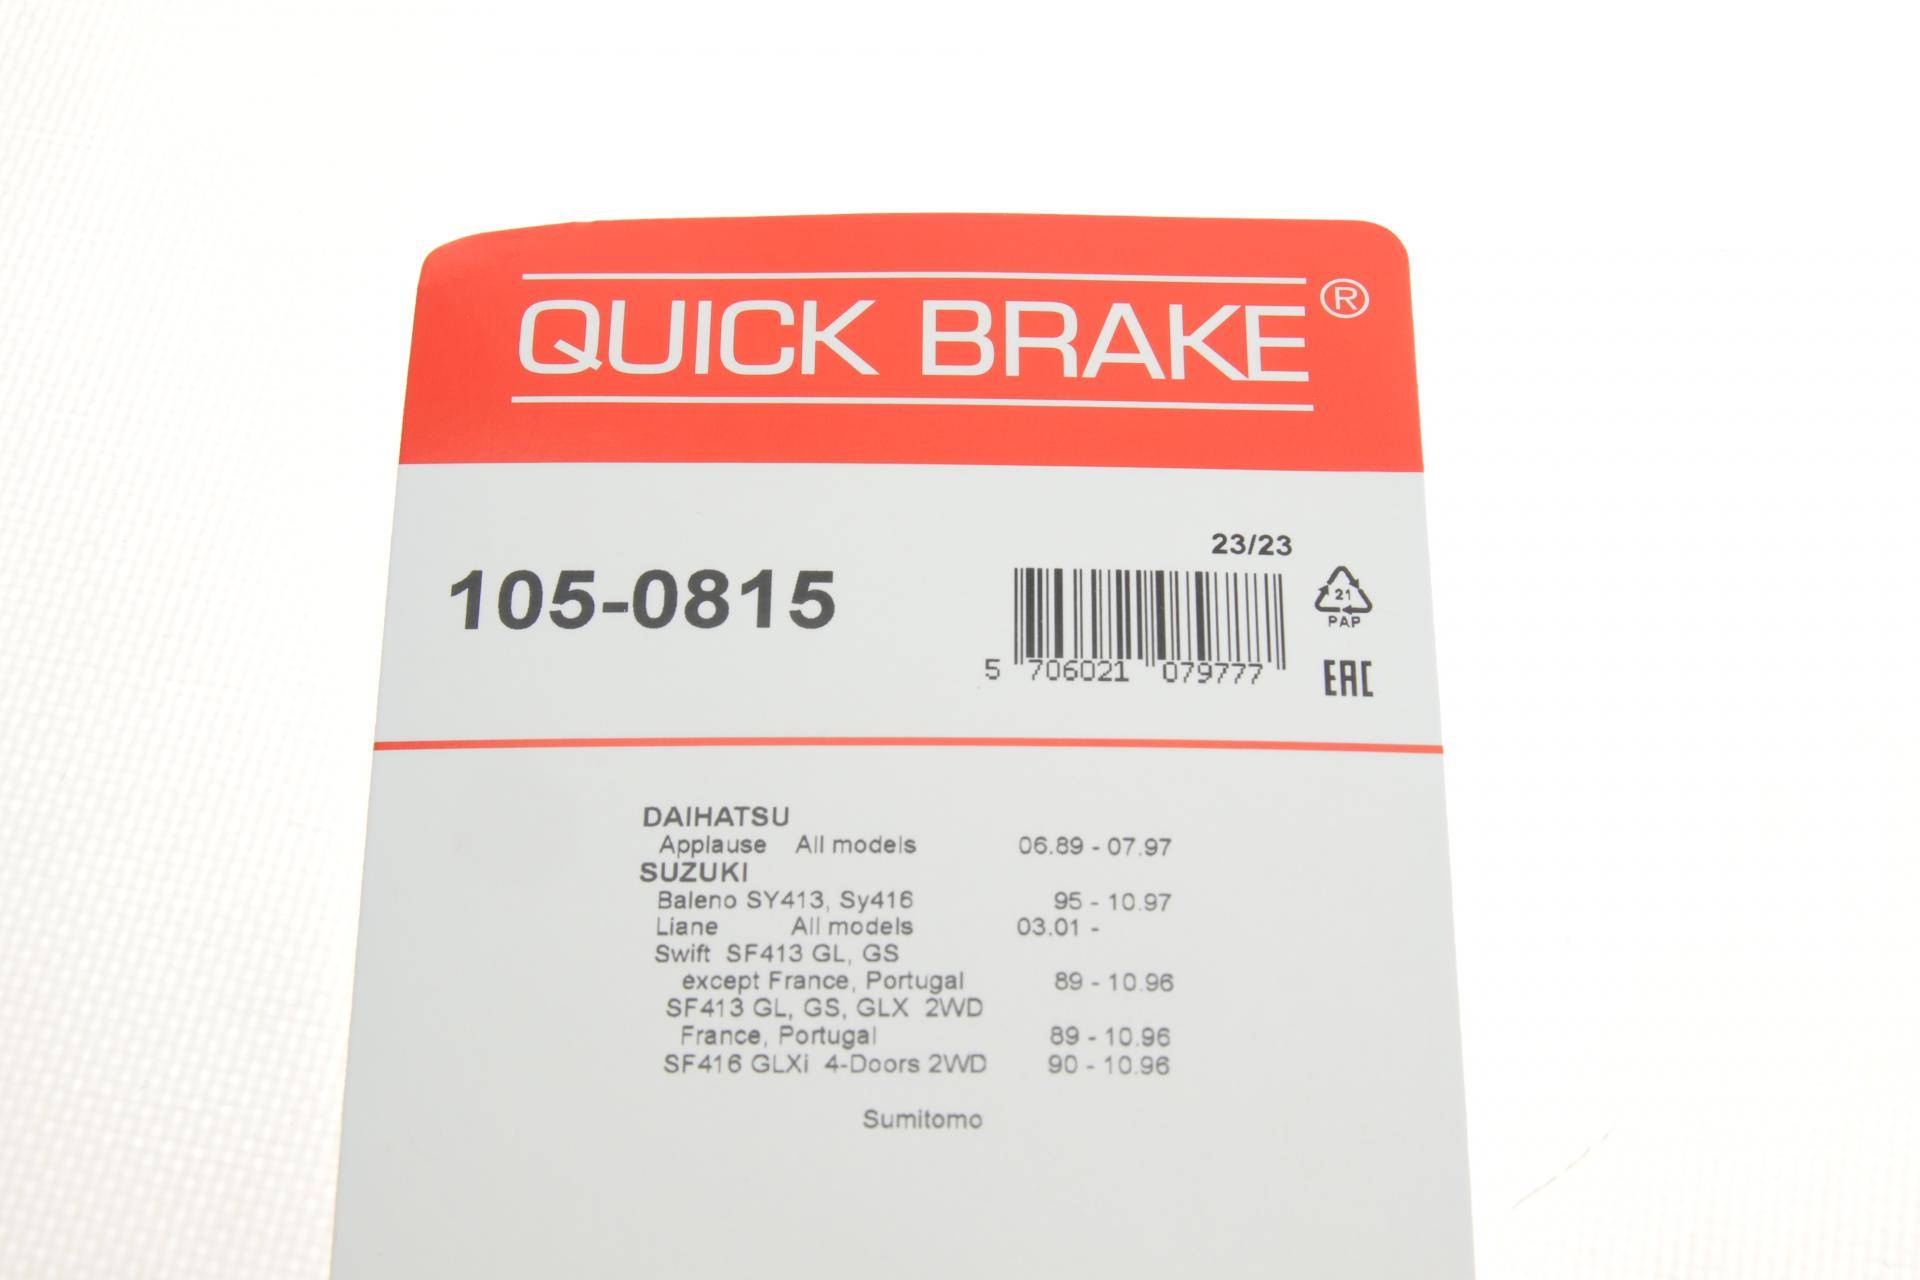 QUICK BRAKE®
23/23
105-0815
21
PAP
5 706021 079777
EAC
DAIHATSU
Applause All models 06.89 - 07.97
SUZUKI
Baleno SY413, Sy416 95 - 10.97
Liane All models 03.01 -
Swift SF413 GL, GS
except France, Portugal 89 - 10.96
SF413 GL, GS, GLX 2WD
France, Portugal 89 - 10.96
SF416 GLXi 4-Doors 2WD 90 - 10.96
Sumitomo